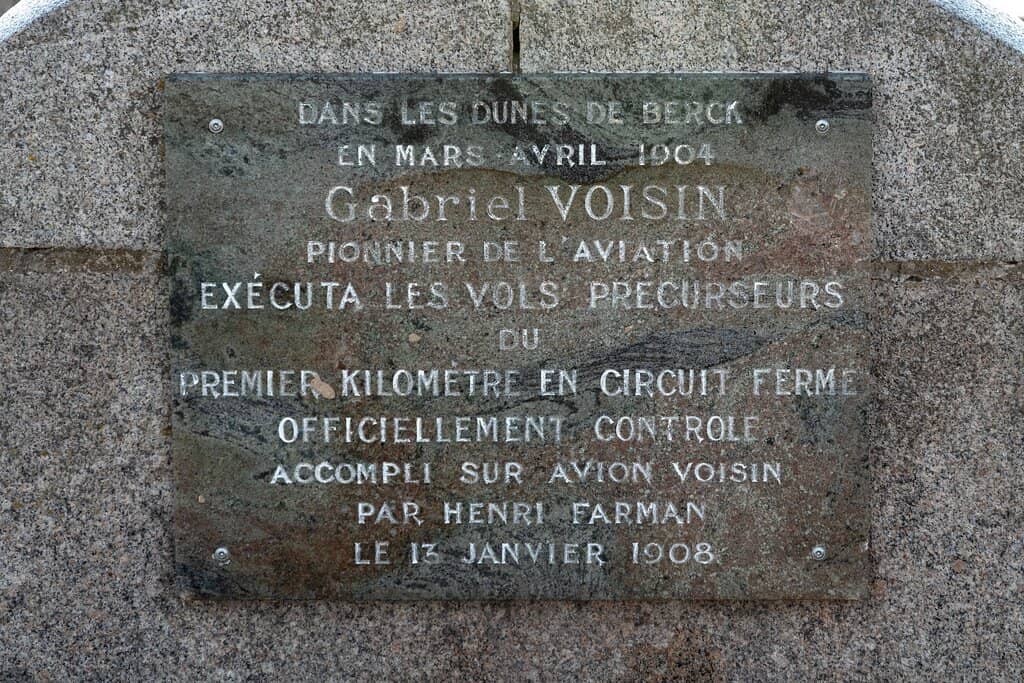 DANS LES DUNES DE BERCK
EN MARS AVRIL 1904
Gabriel VOISIN
PIONNIER DE L'AVIATION
EXÉCUTA LES VOLS PRÉCURSEURS
DU
PREMIER KILOMÈTRE EN CIRCUIT FERMÉ
OFFICIELLEMENT CONTROLÉ
ACCOMPLI SUR AVION VOISIN
PAR HENRI FARMAN
LE 13 JANVIER 1908